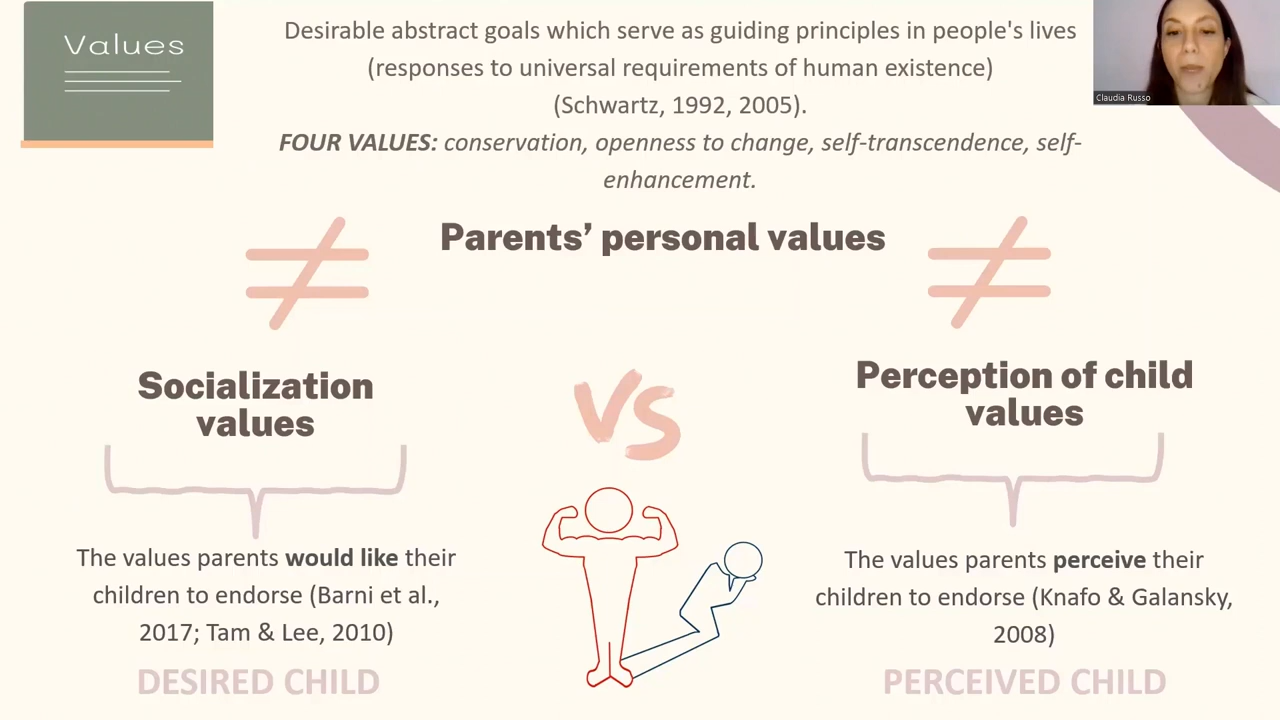 Values
Desirable abstract goals which serve as guiding principles in people's lives
(responses to universal requirements of human existence)
(Schwartz, 1992, 2005).
FOUR VALUES: conservation, openness to change, self-transcendence, self-
enhancement.
Claudia Russo
Parents’ personal values
Socialization
values
VS
Perception of child
values
The values parents would like their
children to endorse (Barni et al.,
2017; Tam & Lee, 2010)
DESIRED CHILD
The values parents perceive their
children to endorse (Knafo & Galansky,
2008)
PERCEIVED CHILD